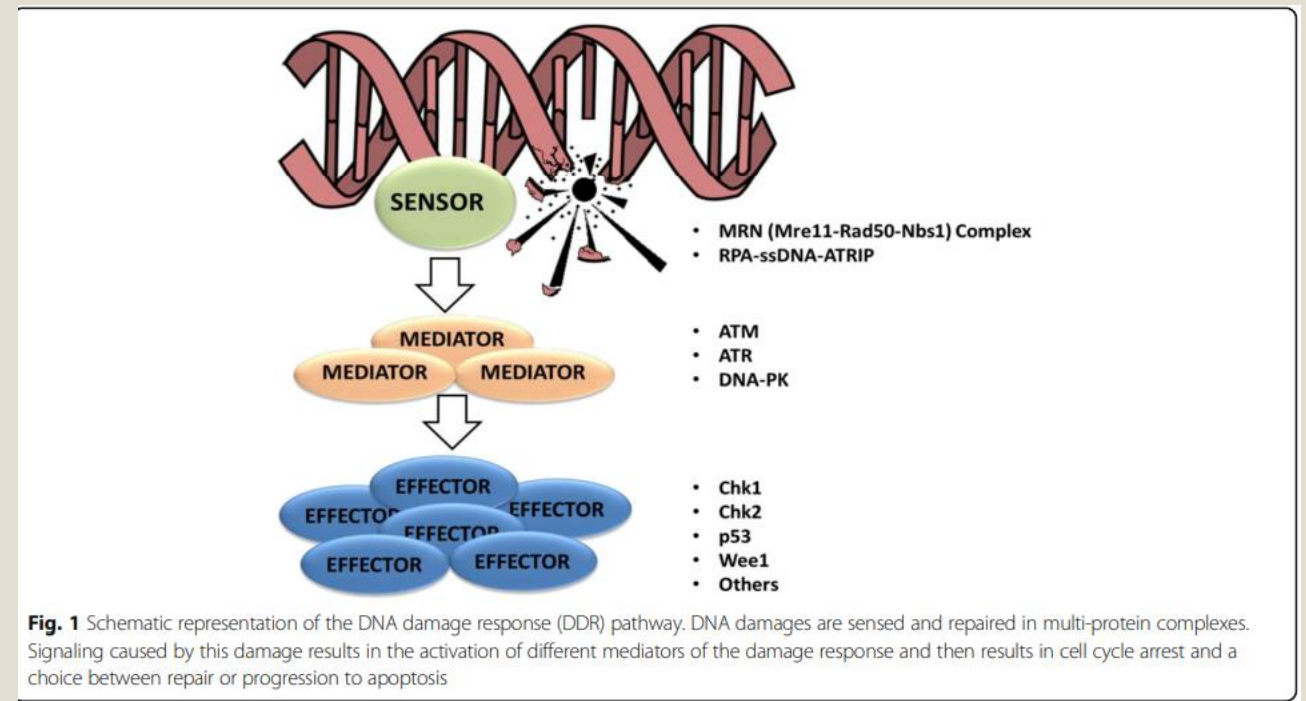 SENSOR
• MRN (Mre11-Rad50-Nbs1) Complex
• RPA-ssDNA-ATRIP
MEDIATOR
MEDIATOR MEDIATOR
• ATM
• ATR
• DNA-PK
EFFECTOR
EFFECTOR EFFECTOR
EFFECTOR
EFFECTOR EFFECTOR
• Chk1
• Chk2
• p53
• Wee1
• Others
Fig. 1 Schematic representation of the DNA damage response (DDR) pathway. DNA damages are sensed and repaired in multi-protein complexes.
Signaling caused by this damage results in the activation of different mediators of the damage response and then results in cell cycle arrest and a
choice between repair or progression to apoptosis